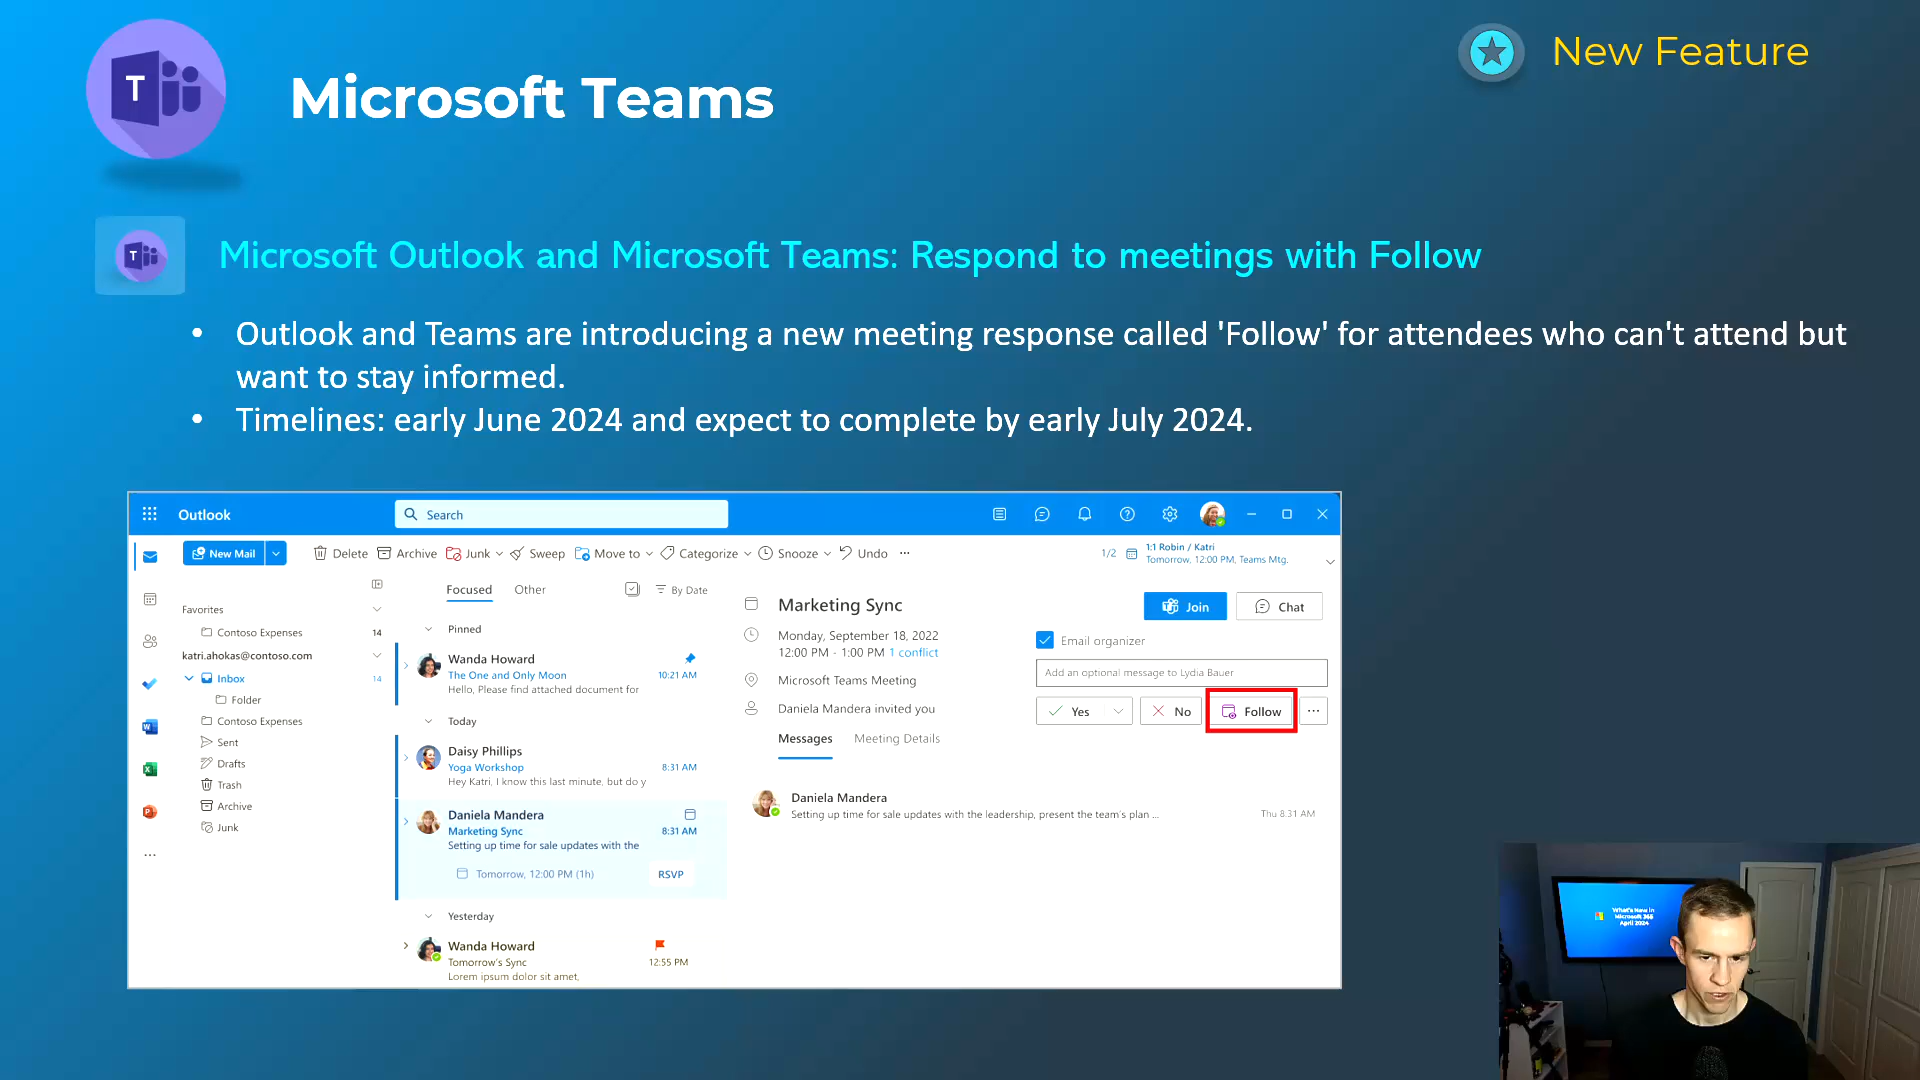 New Feature
T
Microsoft Teams
T
Microsoft Outlook and Microsoft Teams: Respond to meetings with Follow
• Outlook and Teams are introducing a new meeting response called 'Follow' for attendees who can't attend but
want to stay informed.
• Timelines: early June 2024 and expect to complete by early July 2024.
Outlook
Search
New Mail
Delete Archive Junk Sweep Move to Categorize Snooze Undo ...
1/2
1:1 Robin / Katri
Tomorrow, 12:00 PM, Teams Mtg.
Favorites
Contoso Expenses 14
katri.ahokas@contoso.com
Inbox 14
Folder
Contoso Expenses
Sent
Drafts
Trash
Archive
Junk
...
Focused Other By Date
Pinned
Wanda Howard
The One and Only Moon 10:21 AM
Hello, Please find attached document for
Today
Daisy Phillips
Yoga Workshop 8:31 AM
Hey Katri, I know this last minute, but do y
Daniela Mandera
Marketing Sync 8:31 AM
Setting up time for sale updates with the
Tomorrow, 12:00 PM (1h) RSVP
Yesterday
Wanda Howard
Tomorrow's Sync 12:55 PM
Lorem ipsum dolor sit amet,
Marketing Sync
Join Chat
Monday, September 18, 2022
12:00 PM - 1:00 PM 1 conflict
Microsoft Teams Meeting
Daniela Mandera invited you
Email organizer
Add an optional message to Lydia Bauer
Yes No Follow ...
Messages Meeting Details
Daniela Mandera
Setting up time for sale updates with the leadership, present the team's plan ... Thu 8:31 AM
What's New in
Microsoft 365
April 2024